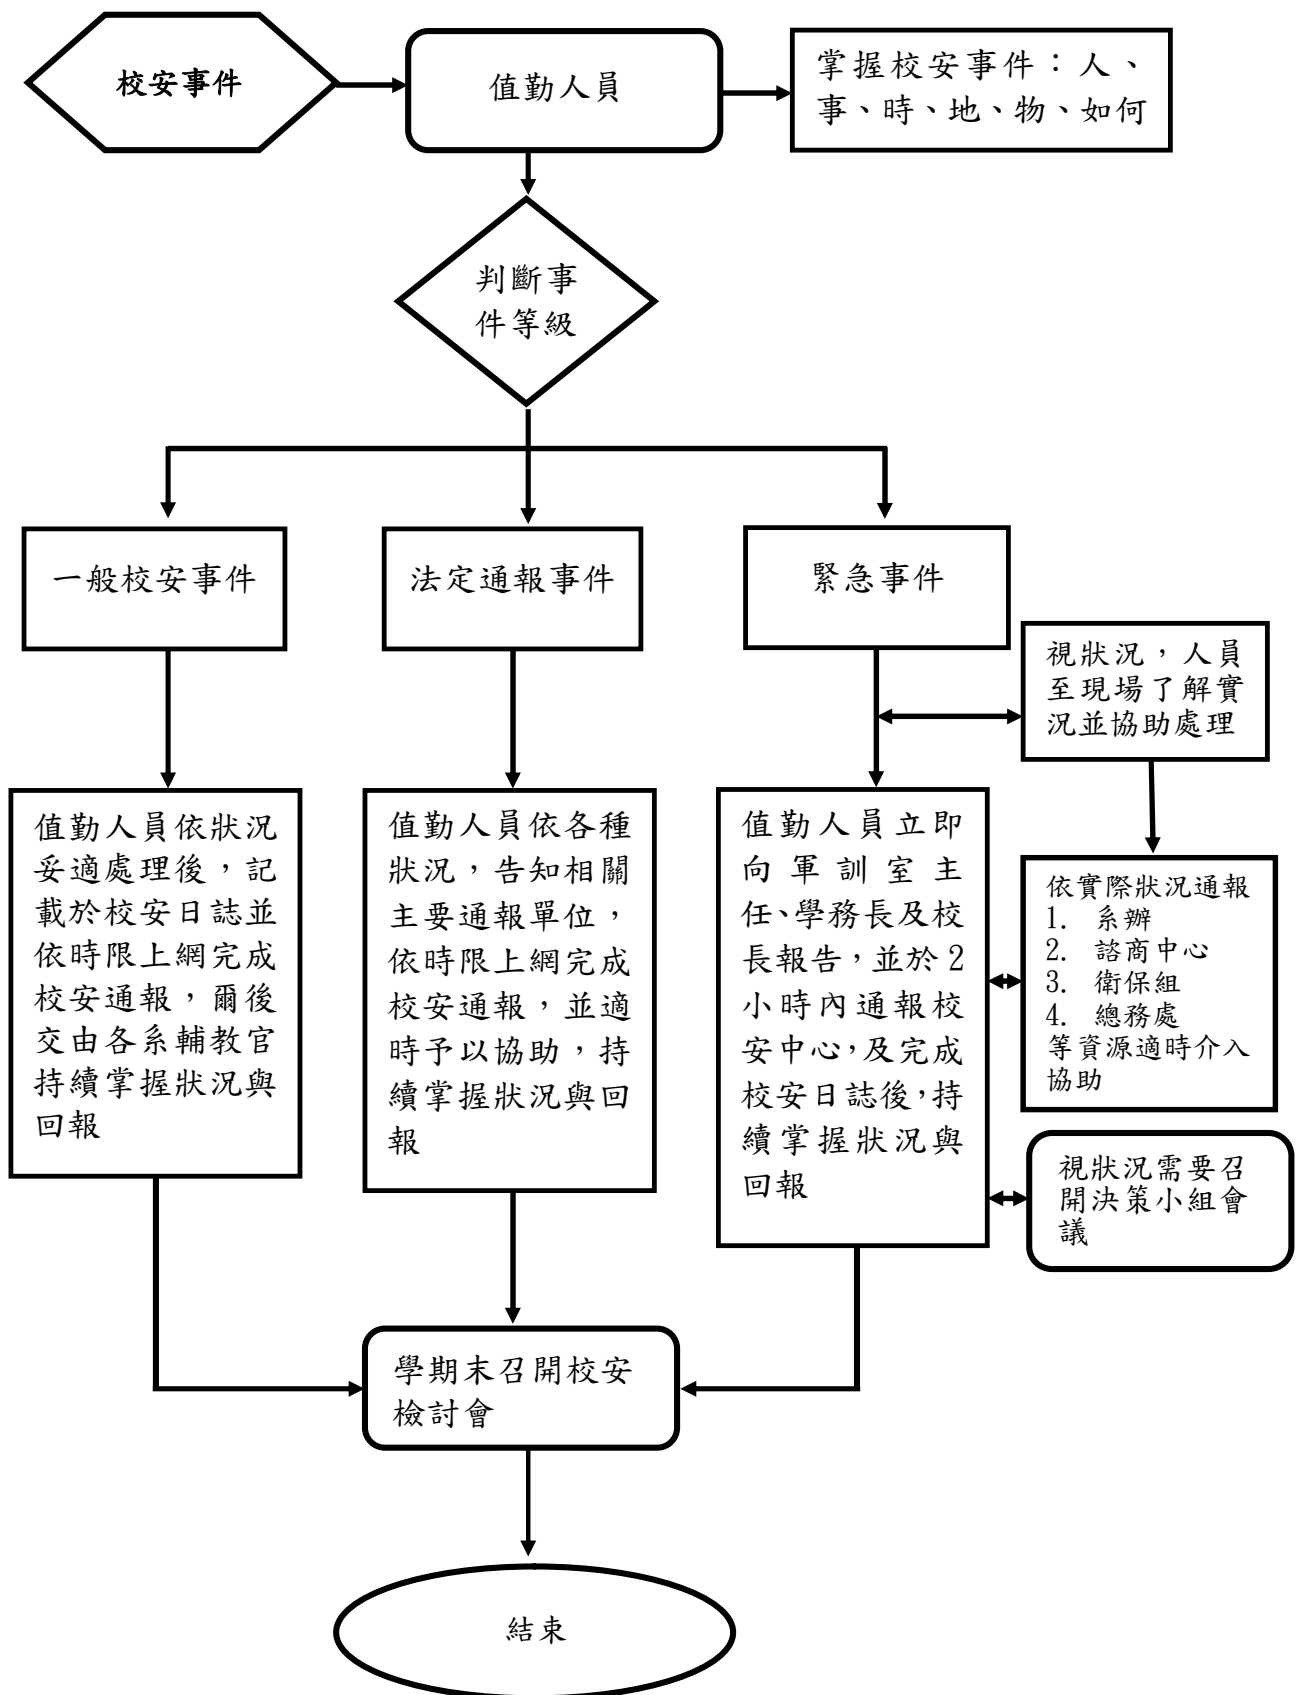 校安事件
值勤人員
掌握校安事件：人、
事、時、地、物、如何
判斷事
件等級
一般校安事件
法定通報事件
緊急事件
視狀況，人員
至現場了解實
況並協助處理
值勤人員依狀況
妥適處理後，記
載於校安日誌並
依時限上網完成
校安通報，爾後
交由各系輔教官
持續掌握狀況與
回報
值勤人員依各種
狀況，告知相關
主要通報單位，
依時限上網完成
校安通報，並適
時予以協助，持
續掌握狀況與回
報
值勤人員立即
向軍訓室主
任、學務長及校
長報告，並於2
小時內通報校
安中心，及完成
校安日誌後，持
續掌握狀況與
回報
依實際狀況通報
1. 系辦
2. 諮商中心
3. 衛保組
4. 總務處
等資源適時介入
協助
視狀況需要召
開決策小組會
議
學期末召開校安
檢討會
結束